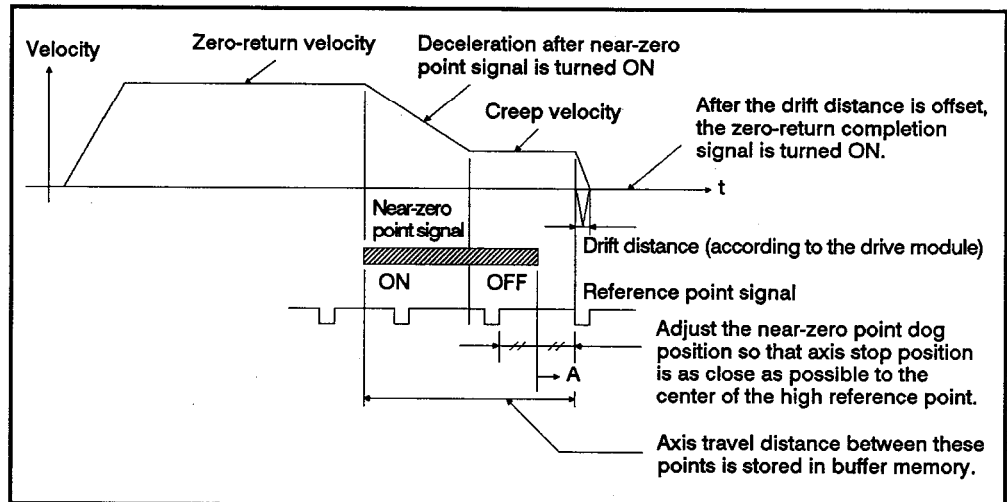 Velocity
Zero-return velocity
Deceleration after near-zero
point signal is turned ON
Creep velocity
After the drift distance is offset,
the zero-return completion
signal is turned ON.
t
Near-zero
point signal
Drift distance (according to the drive module)
ON
OFF
Reference point signal
Adjust the near-zero point dog
position so that axis stop position
is as close as possible to the
center of the high reference point.
A
Axis travel distance between these
points is stored in buffer memory.